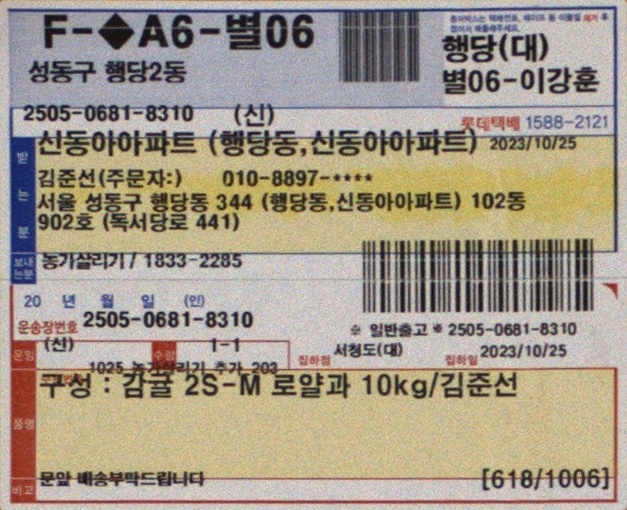 F-◆A6-별06
성동구 행당2동
행당(대)
별06-이강훈
2505-0681-8310 (신)
롯데택배 1588-2121
신동아아파트 (행당동,신동아아파트) 2023/10/25
받는분
김준선(주문자:) 010-8897-****
서울 성동구 행당동 344 (행당동,신동아아파트) 102동
902호 (독서당로 441)
보내는분
농가살리기 / 1833-2285
20 년 월 일 (인)
운송장번호 2505-0681-8310
※ 일반출고 ※ 2505-0681-8310
운임 (신) 수량 1-1
집하점 서청도(대) 집하일 2023/10/25
1025 농가살리기 추가 203
구성 : 감귤 2S-M 로얄과 10kg/김준선
품명
비고 문앞 배송부탁드립니다 [618/1006]